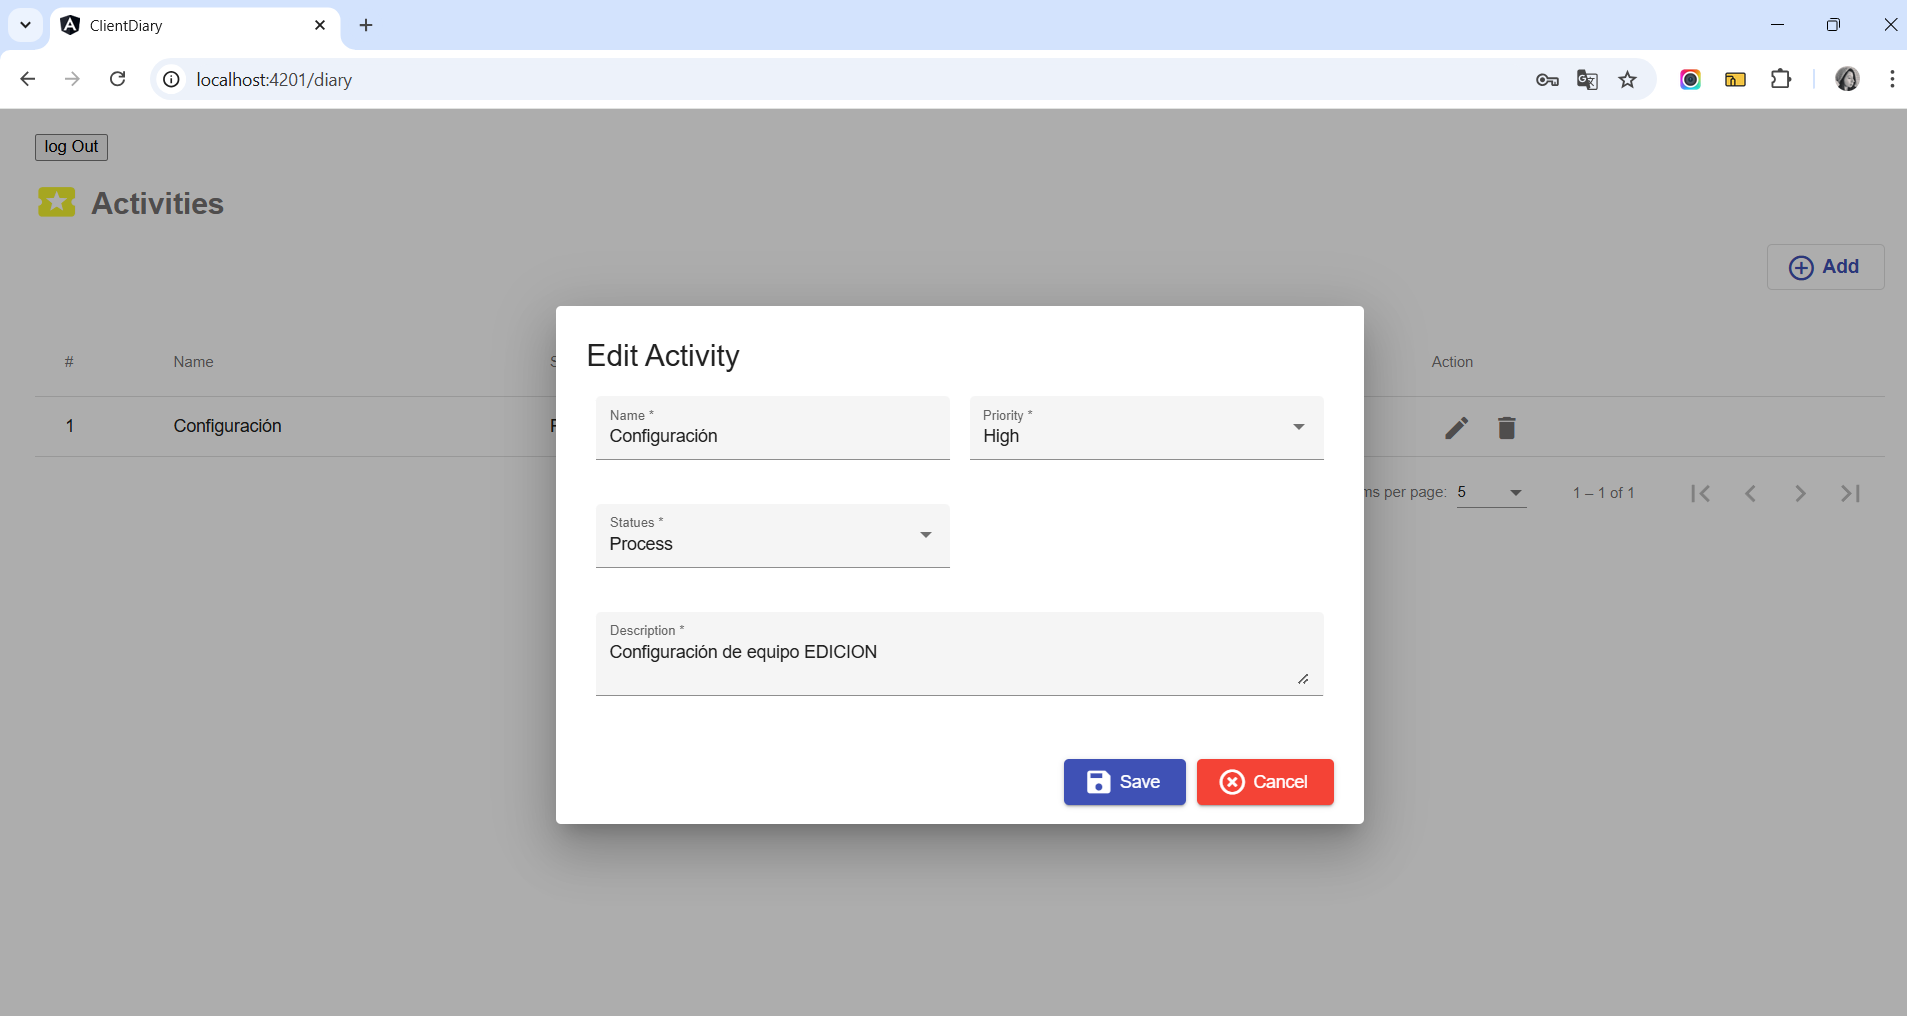 ClientDiary
localhost:4201/diary
log Out
Activities
Add
# Name Action
1 Configuración
per page: 5 1 – 1 of 1
Edit Activity
Name * Priority *
Configuración High
Statues *
Process
Description *
Configuración de equipo EDICION
Save Cancel